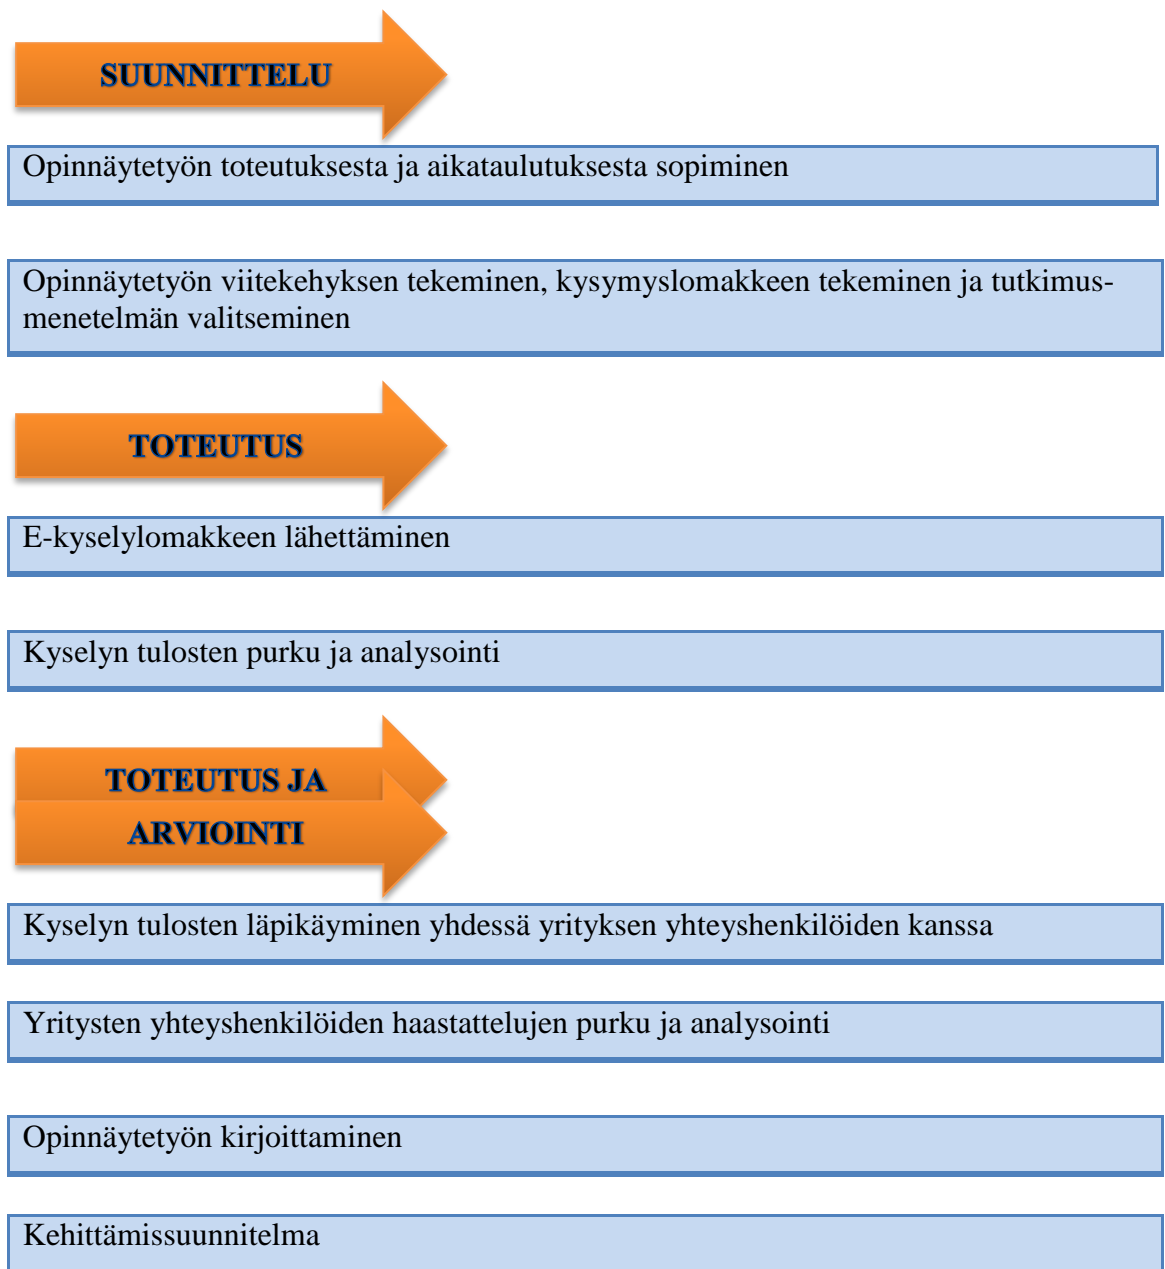 SUUNNITTELU
Opinnäytetyön toteutuksesta ja aikataulutuksesta sopiminen
Opinnäytetyön viitekehyksen tekeminen, kysymyslomakkeen tekeminen ja tutkimus-
menetelmän valitseminen
TOTEUTUS
E-kyselylomakkeen lähettäminen
Kyselyn tulosten purku ja analysointi
TOTEUTUS JA
ARVIOINTI
Kyselyn tulosten läpikäyminen yhdessä yrityksen yhteyshenkilöiden kanssa
Yritysten yhteyshenkilöiden haastattelujen purku ja analysointi
Opinnäytetyön kirjoittaminen
Kehittämissuunnitelma